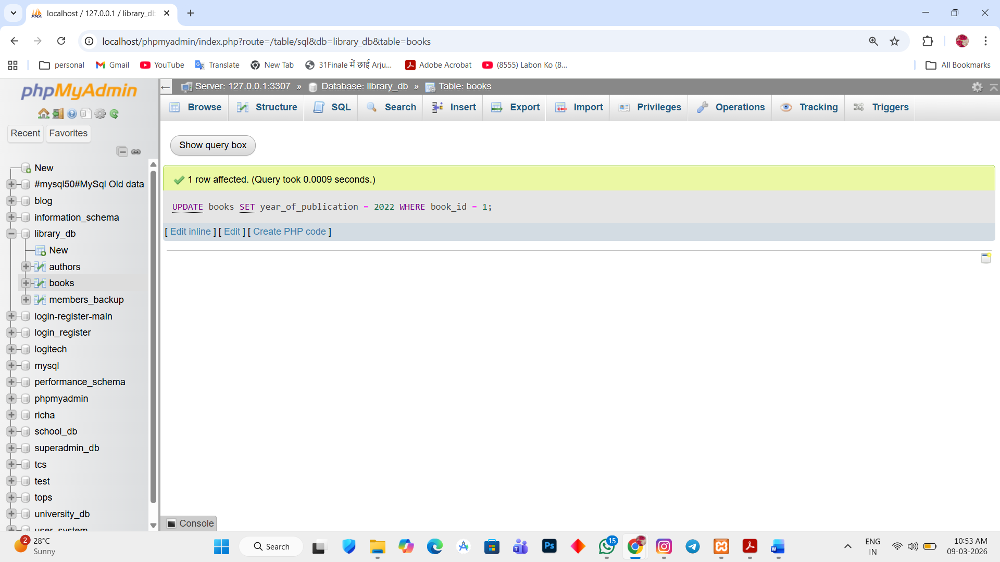 localhost / 127.0.0.1 / library_db
localhost/phpmyadmin/index.php?route=/table/sql&db=library_db&table=books
personal
Gmail
YouTube
Translate
New Tab
31Finale में छाई Arju...
Adobe Acrobat
(8555) Labon Ko (8...
All Bookmarks
phpMyAdmin
Recent
Favorites
New
#mysql50#MySql Old data
blog
information_schema
library_db
New
authors
books
members_backup
login-register-main
login_register
logitech
mysql
performance_schema
phpmyadmin
richa
school_db
superadmin_db
tcs
test
tops
university_db
user_system
Server: 127.0.0.1:3307 » Database: library_db » Table: books
Browse
Structure
SQL
Search
Insert
Export
Import
Privileges
Operations
Tracking
Triggers
Show query box
1 row affected. (Query took 0.0009 seconds.)
UPDATE books SET year_of_publication = 2022 WHERE book_id = 1;
[ Edit inline ] [ Edit ] [ Create PHP code ]
Console
2
28°C
Sunny
Search
Ps
15
ENG
IN
10:53 AM
09-03-2026